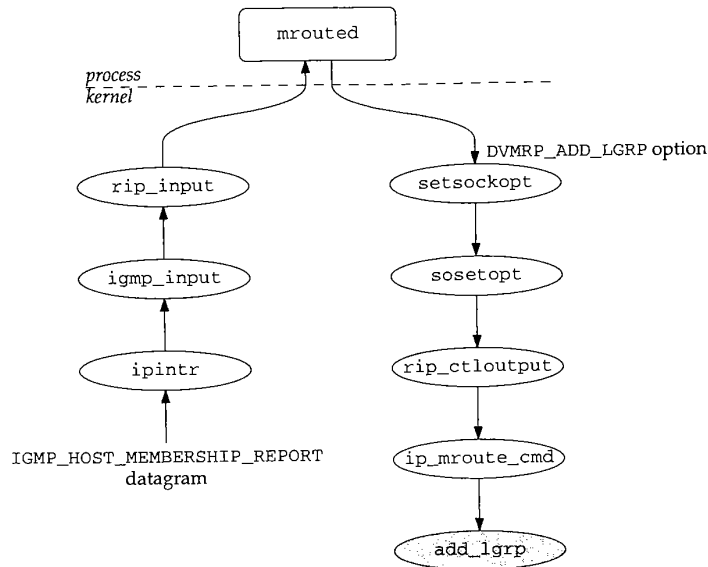 mrouted
process
kernel
DVMRP_ADD_LGRP option
rip_input
setsockopt
igmp_input
sosetopt
ipintr
rip_ctloutput
IGMP_HOST_MEMBERSHIP_REPORT
datagram
ip_mroute_cmd
add_lgrp